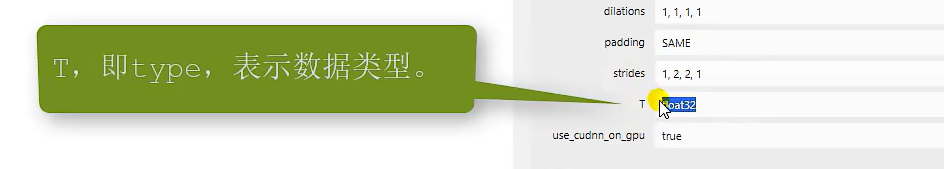 dilations 1, 1, 1, 1
padding SAME
T，即type，表示数据类型。
strides 1, 2, 2, 1
T float32
use_cudnn_on_gpu true